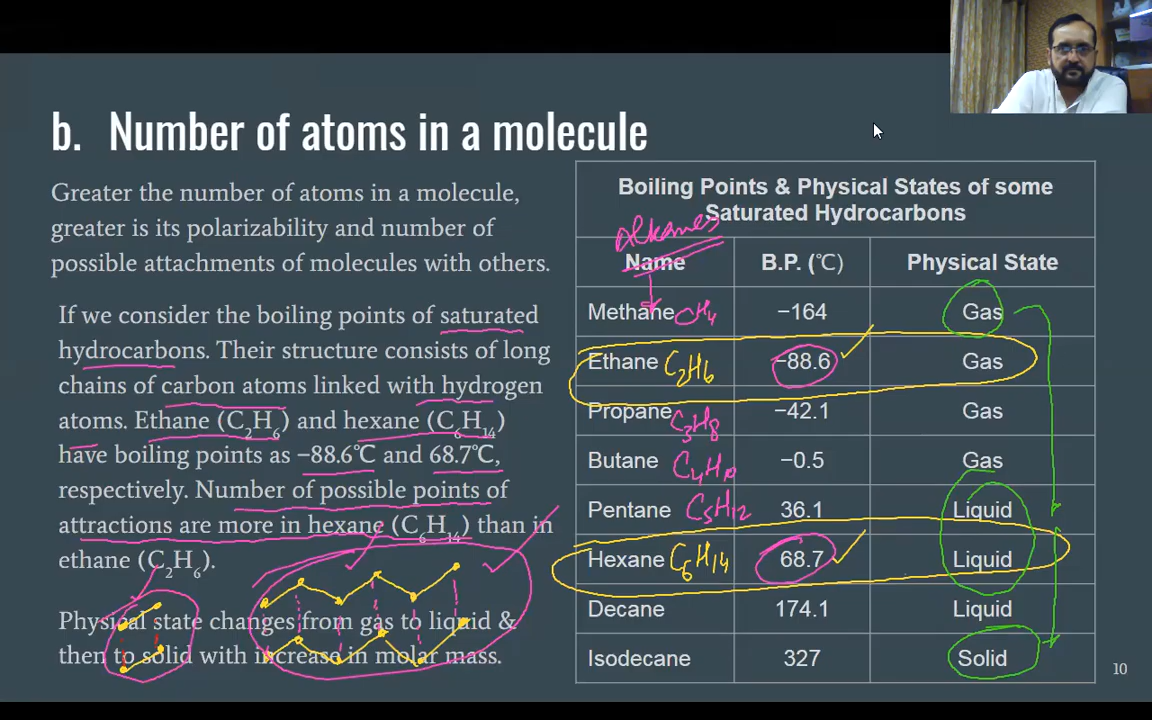 b. Number of atoms in a molecule
Greater the number of atoms in a molecule,
greater is its polarizability and number of
possible attachments of molecules with others.
If we consider the boiling points of saturated
hydrocarbons. Their structure consists of long
chains of carbon atoms linked with hydrogen
atoms. Ethane (C₂H₆) and hexane (C₆H₁₄)
have boiling points as −88.6℃ and 68.7℃,
respectively. Number of possible points of
attractions are more in hexane (C₆H₁₄) than in
ethane (C₂H₆).
Physical state changes from gas to liquid &
then to solid with increase in molar mass.
Boiling Points & Physical States of some
Saturated Hydrocarbons
Alkanes
Name B.P. (℃) Physical State
Methane CH4 −164 Gas
Ethane C2H6 −88.6 Gas
Propane C3H8 −42.1 Gas
Butane C4H10 −0.5 Gas
Pentane C5H12 36.1 Liquid
Hexane C6H14 68.7 Liquid
Decane 174.1 Liquid
Isodecane 327 Solid
10